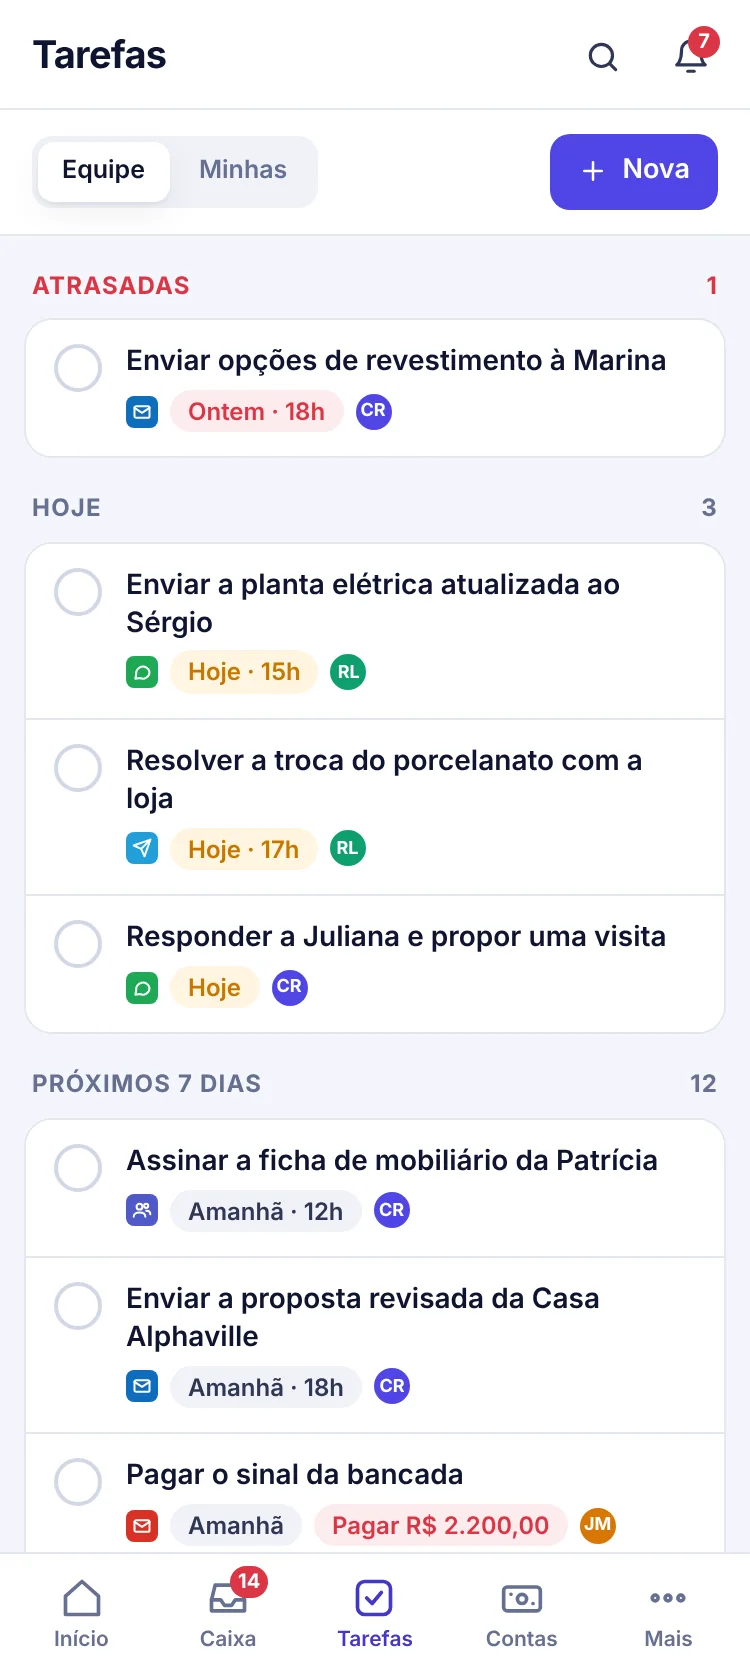 Tarefas
7
Equipe
Minhas
+ Nova
ATRASADAS
1
Enviar opções de revestimento à Marina
Ontem · 18h
CR
HOJE
3
Enviar a planta elétrica atualizada ao
Sérgio
Hoje · 15h
RL
Resolver a troca do porcelanato com a
loja
Hoje · 17h
RL
Responder a Juliana e propor uma visita
Hoje
CR
PRÓXIMOS 7 DIAS
12
Assinar a ficha de mobiliário da Patrícia
Amanhã · 12h
CR
Enviar a proposta revisada da Casa
Alphaville
Amanhã · 18h
CR
Pagar o sinal da bancada
Amanhã
Pagar R$ 2.200,00
JM
14
Início
Caixa
Tarefas
Contas
Mais